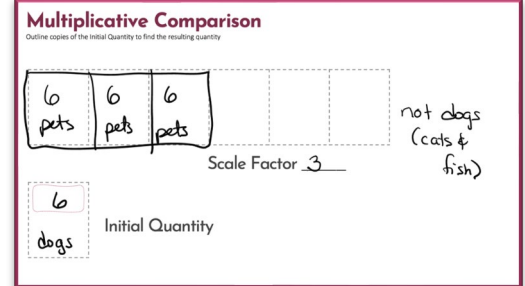 Multiplicative Comparison
Outline copies of the Initial Quantity to find the resulting quantity
6 6 6
pets pets pets
not dogs
(cats &
fish)
Scale Factor 3
6
dogs
Initial Quantity